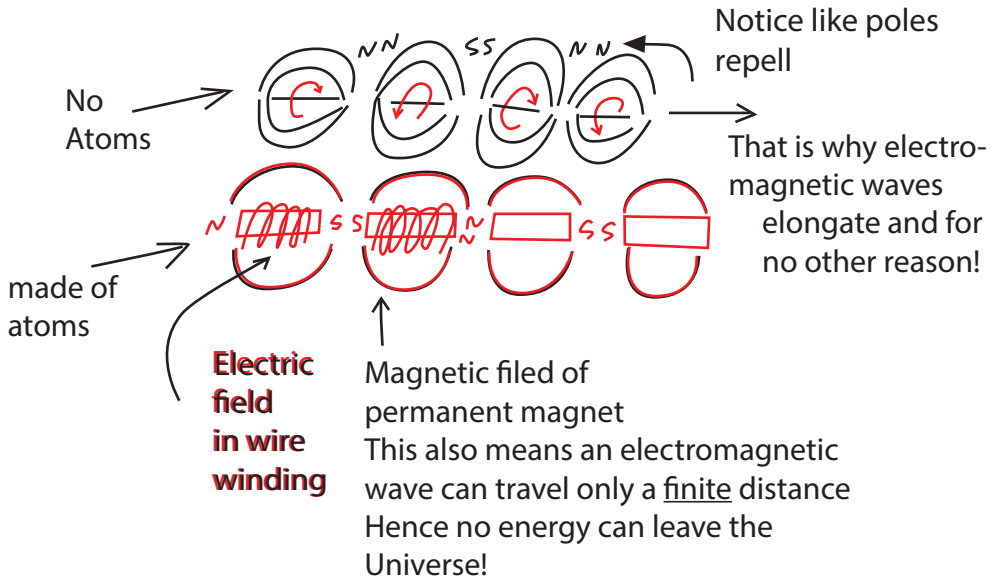 N N
S S
N N
Notice like poles
repell
No
Atoms
That is why electro-
magnetic waves
elongate and for
no other reason!
N
S S
N
N
S S
made of
atoms
Electric
field
in wire
winding
Magnetic filed of
permanent magnet
This also means an electromagnetic
wave can travel only a finite distance
Hence no energy can leave the
Universe!